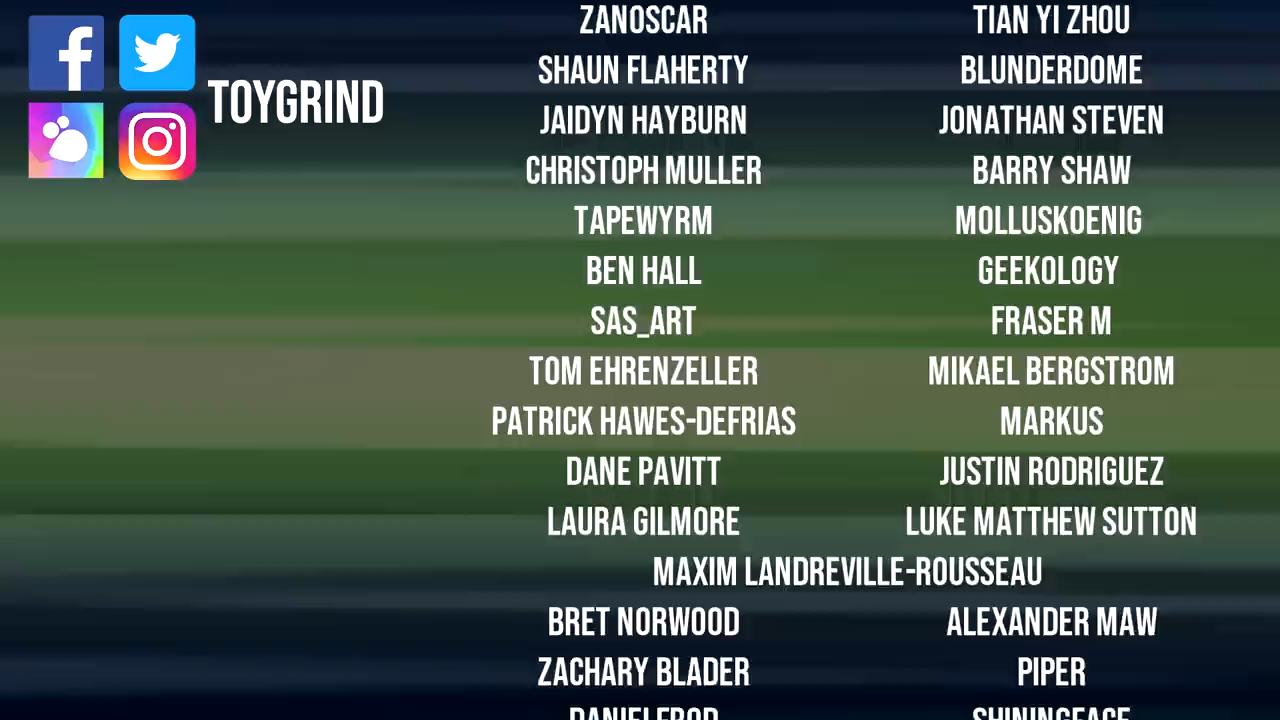 TOYGRIND
ZANOSCAR TIAN YI ZHOU
SHAUN FLAHERTY BLUNDERDOME
JAIDYN HAYBURN JONATHAN STEVEN
CHRISTOPH MULLER BARRY SHAW
TAPEWYRM MOLLUSKOENIG
BEN HALL GEEKOLOGY
SAS_ART FRASER M
TOM EHRENZELLER MIKAEL BERGSTROM
PATRICK HAWES-DEFRIAS MARKUS
DANE PAVITT JUSTIN RODRIGUEZ
LAURA GILMORE LUKE MATTHEW SUTTON
MAXIM LANDREVILLE-ROUSSEAU
BRET NORWOOD ALEXANDER MAW
ZACHARY BLADER PIPER